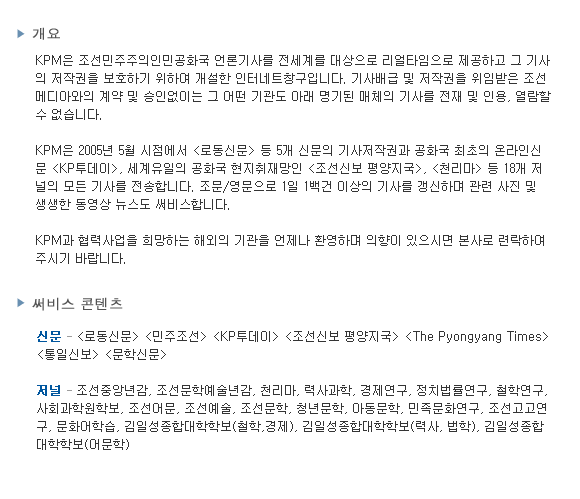 개요
KPM은 조선민주주의인민공화국 언론기사를 전세계를 대상으로 리얼타임으로 제공하고 그 기사
의 저작권을 보호하기 위하여 개설한 인터네트창구입니다. 기사배급 및 저작권을 위임받은 조선
메디아와의 계약 및 승인없이는 그 어떤 기관도 아래 명기된 매체의 기사를 전재 및 인용, 열람할
수 없습니다.
KPM은 2005년 5월 시점에서 <로동신문> 등 5개 신문의 기사저작권과 공화국 최초의 온라인신
문 <KP투데이>, 세계유일의 공화국 현지취재망인 <조선신보 평양지국>, <천리마> 등 18개 저
널의 모든 기사를 전송합니다. 조문/영문으로 1일 1백건 이상의 기사를 갱신하며 관련 사진 및
생생한 동영상 뉴스도 써비스합니다.
KPM과 협력사업을 희망하는 해외의 기관을 언제나 환영하며 의향이 있으시면 본사로 련락하여
주시기 바랍니다.
써비스 콘텐츠
신문 - <로동신문> <민주조선> <KP투데이> <조선신보 평양지국> <The Pyongyang Times>
<통일신보> <문학신문>
저널 - 조선중앙년감, 조선문학예술년감, 천리마, 력사과학, 경제연구, 정치법률연구, 철학연구,
사회과학원학보, 조선어문, 조선예술, 조선문학, 청년문학, 아동문학, 민족문화연구, 조선고고연
구, 문화어학습, 김일성종합대학학보(철학,경제), 김일성종합대학학보(력사, 법학), 김일성종합
대학학보(어문학)